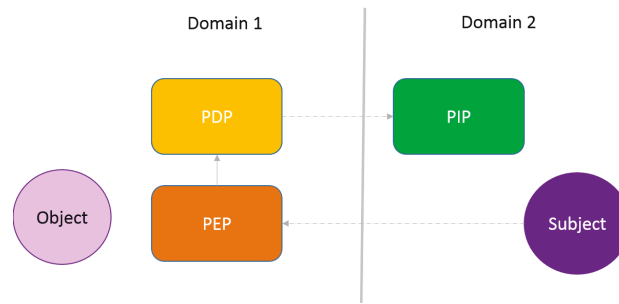 Domain 1
Domain 2
PDP
PIP
Object
PEP
Subject